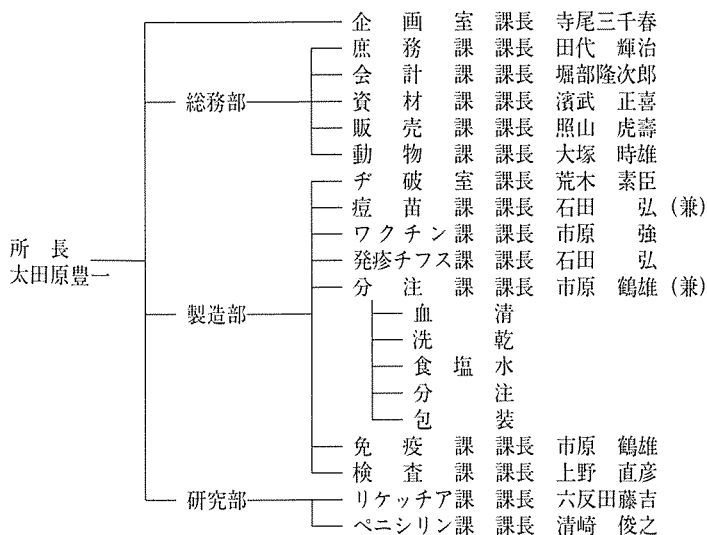 企画室 課長 寺尾三千春
庶務課 課長 田代 輝治
会計課 課長 堀部隆次郎
総務部 資材課 課長 濱武 正喜
販売課 課長 照山 虎壽
動物課 課長 大塚 時雄
ヂ破室 課長 荒木 素臣
痘苗課 課長 石田 弘(兼)
ワクチン課 課長 市原 強
所長
発疹チフス課 課長 石田 弘
太田原豊一
分注課 課長 市原 鶴雄(兼)
製造部 血清
洗乾
食塩水
分注
包装
免疫課 課長 市原 鶴雄
検査課 課長 上野 直彦
研究部 リケッチア課 課長 六反田藤吉
ペニシリン課 課長 清崎 俊之